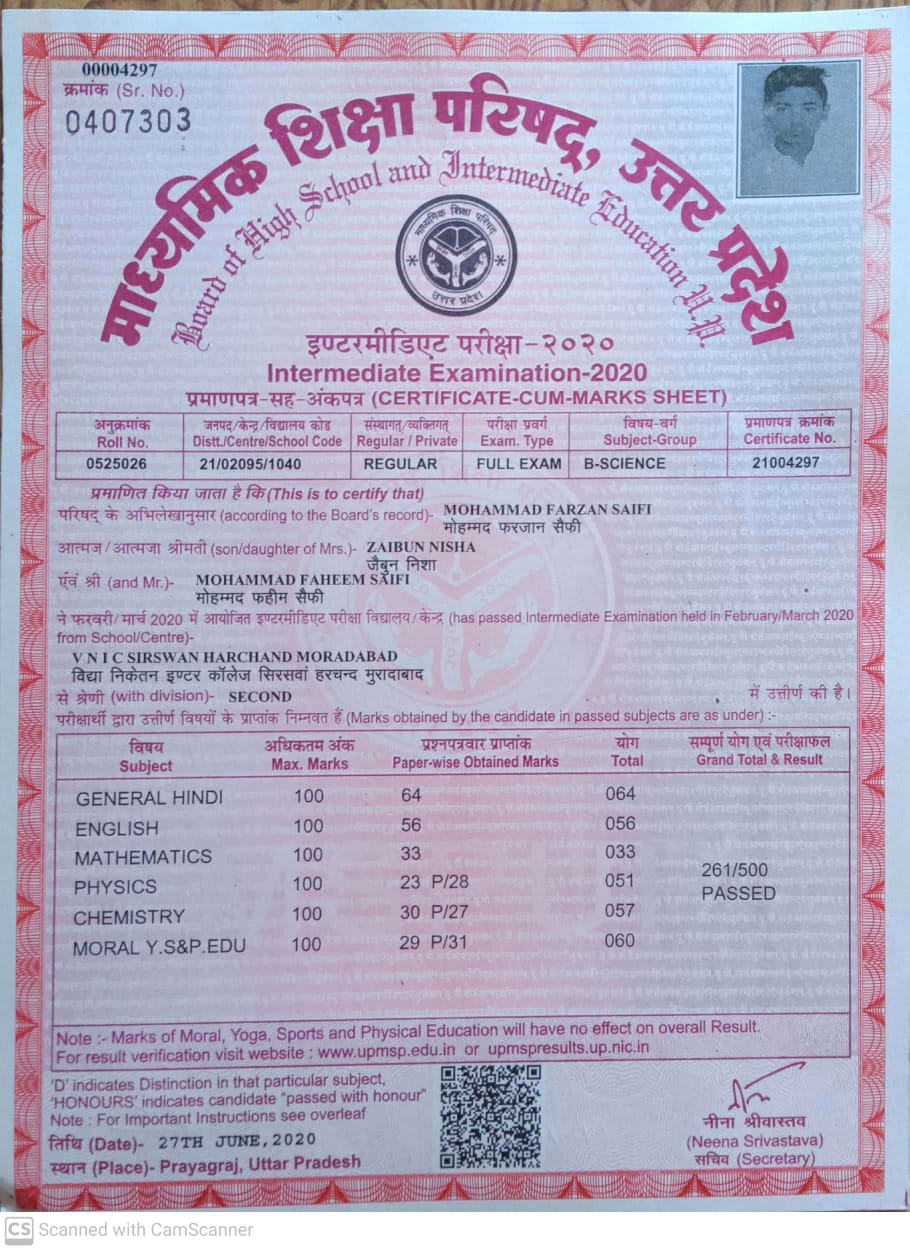 00004297
क्रमांक (Sr. No.)
0407303
माध्यमिक शिक्षा परिषद्, उत्तर प्रदेश
Board of High School and Intermediate Education U.P.
माध्यमिक शिक्षा परिषद
उत्तर प्रदेश
इण्टरमीडिएट परीक्षा-२०२०
Intermediate Examination-2020
प्रमाणपत्र-सह-अंकपत्र (CERTIFICATE-CUM-MARKS SHEET)
अनुक्रमांक जनपद/केन्द्र/विद्यालय कोड संस्थागत/व्यक्तिगत् परीक्षा प्रवर्ग विषय-वर्ग प्रमाणपत्र क्रमांक
Roll No. Distt./Centre/School Code Regular / Private Exam. Type Subject-Group Certificate No.
0525026 21/02095/1040 REGULAR FULL EXAM B-SCIENCE 21004297
प्रमाणित किया जाता है कि (This is to certify that)
परिषद् के अभिलेखानुसार (according to the Board's record)- MOHAMMAD FARZAN SAIFI
मोहम्मद फरजान सैफी
आत्मज/आत्मजा श्रीमती (son/daughter of Mrs.)- ZAIBUN NISHA
जैबुन निशा
एंवं श्री (and Mr.)- MOHAMMAD FAHEEM SAIFI
मोहम्मद फहीम सैफी
ने फरवरी/मार्च 2020 में आयोजित इण्टरमीडिएट परीक्षा विद्यालय/केन्द्र (has passed Intermediate Examination held in February/March 2020
from School/Centre)-
V N I C SIRSWAN HARCHAND MORADABAD
विद्या निकेतन इण्टर कॉलेज सिरसवां हरचन्द मुरादाबाद
से श्रेणी (with division)- SECOND में उत्तीर्ण की है।
परीक्षार्थी द्वारा उत्तीर्ण विषयों के प्राप्तांक निम्नवत हैं (Marks obtained by the candidate in passed subjects are as under) :-
विषय अधिकतम अंक प्रश्नपत्रवार प्राप्तांक योग सम्पूर्ण योग एवं परीक्षाफल
Subject Max. Marks Paper-wise Obtained Marks Total Grand Total & Result
GENERAL HINDI 100 64 064
ENGLISH 100 56 056
MATHEMATICS 100 33 033
261/500
PHYSICS 100 23 P/28 051
PASSED
CHEMISTRY 100 30 P/27 057
MORAL Y.S&P.EDU 100 29 P/31 060
Note :- Marks of Moral, Yoga, Sports and Physical Education will have no effect on overall Result.
For result verification visit website : www.upmsp.edu.in or upmspresults.up.nic.in
'D' indicates Distinction in that particular subject,
'HONOURS' indicates candidate "passed with honour"
Note : For Important Instructions see overleaf
तिथि (Date)- 27TH JUNE,2020
स्थान (Place)- Prayagraj, Uttar Pradesh
नीना श्रीवास्तव
(Neena Srivastava)
सचिव (Secretary)
CS Scanned with CamScanner